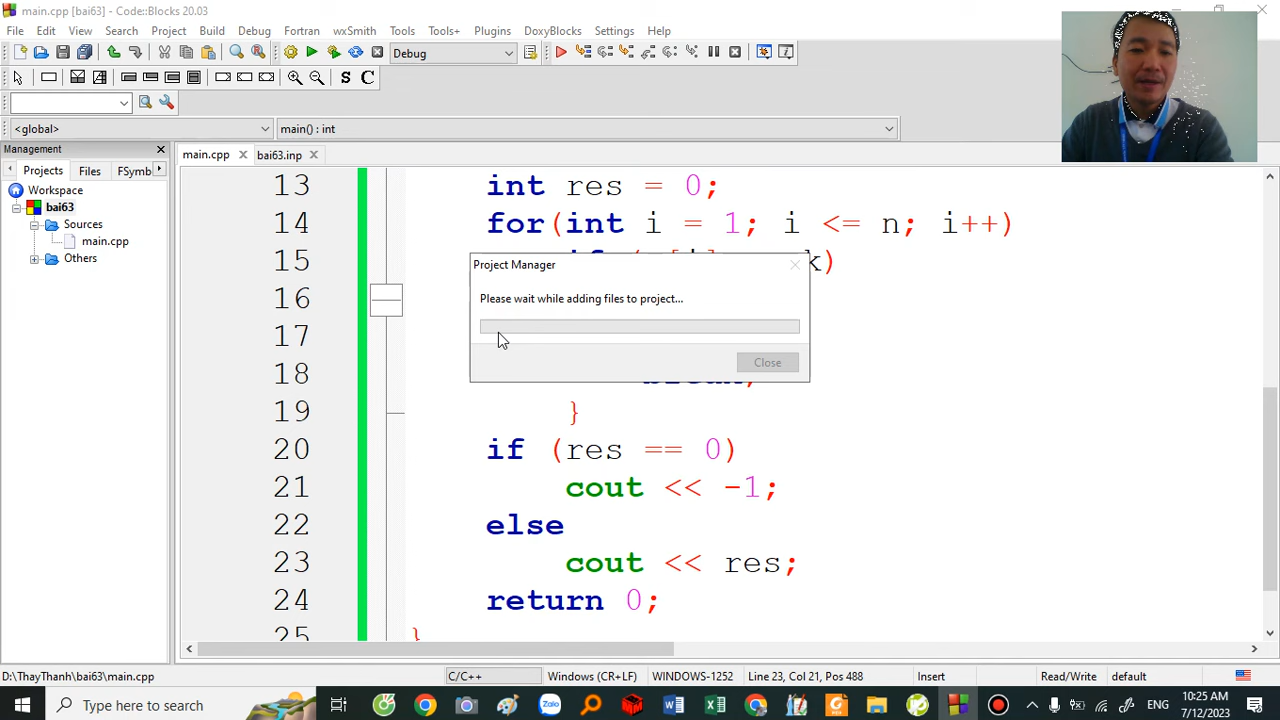 main.cpp [bai63] - Code::Blocks 20.03
File Edit View Search Project Build Debug Fortran wxSmith Tools Tools+ Plugins DoxyBlocks Settings Help
Debug
S C
<global>
main() : int
Management
Projects Files FSymb
main.cpp bai63.inp
Workspace
bai63
Sources
main.cpp
Others
13 int res = 0;
14 for(int i = 1; i <= n; i++)
15 k)
Project Manager
Please wait while adding files to project...
Close
16
17
18
19 }
20 if (res == 0)
21 cout << -1;
22 else
23 cout << res;
24 return 0;
25 }
D:\ThayThanh\bai63\main.cpp C/C++ Windows (CR+LF) WINDOWS-1252 Line 23, Col 21, Pos 488 Insert Read/Write default
Type here to search
Zalo
ENG
10:25 AM
7/12/2023